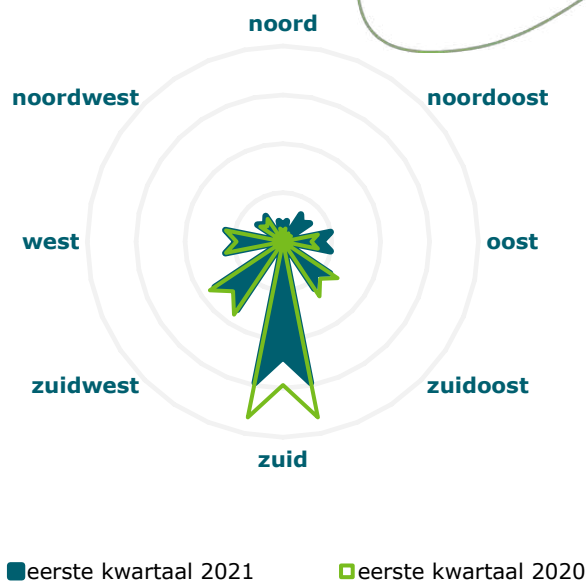 noord
noordwest noordoost
west oost
zuidwest zuidoost
zuid
eerste kwartaal 2021 eerste kwartaal 2020